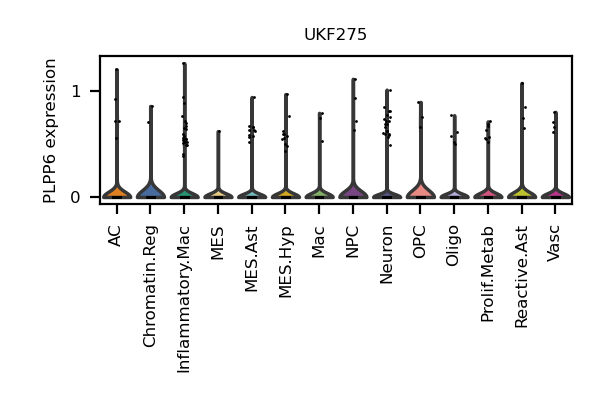 UKF275
PLPP6 expression
1
0
AC
Chromatin.Reg
Inflammatory.Mac
MES
MES.Ast
MES.Hyp
Mac
NPC
Neuron
OPC
Oligo
Prolif.Metab
Reactive.Ast
Vasc